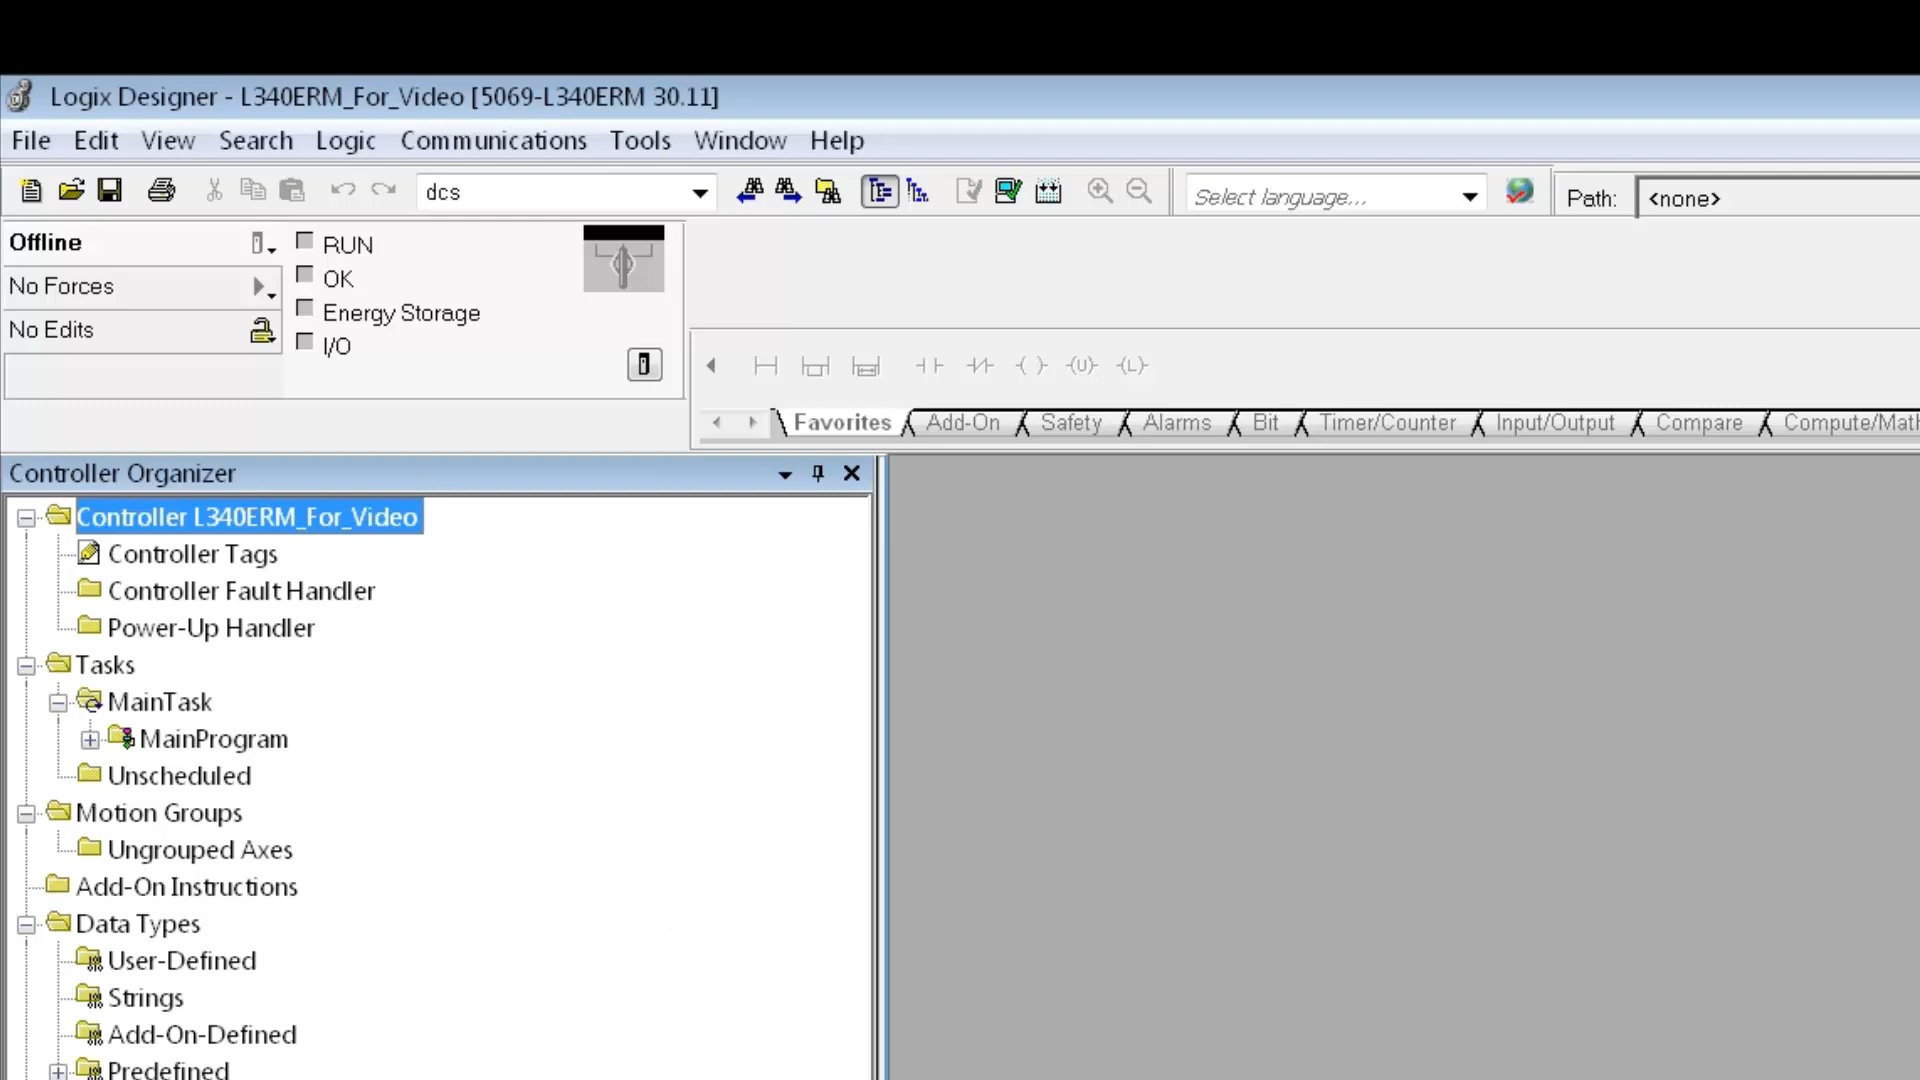 Logix Designer - L340ERM_For_Video [5069-L340ERM 30.11]
File Edit View Search Logic Communications Tools Window Help
dcs
Select language...
Path: <none>
Offline
No Forces
No Edits
RUN
OK
Energy Storage
I/O
Favorites Add-On Safety Alarms Bit Timer/Counter Input/Output Compare Compute/Math
Controller Organizer
Controller L340ERM_For_Video
Controller Tags
Controller Fault Handler
Power-Up Handler
Tasks
MainTask
MainProgram
Unscheduled
Motion Groups
Ungrouped Axes
Add-On Instructions
Data Types
User-Defined
Strings
Add-On-Defined
Predefined